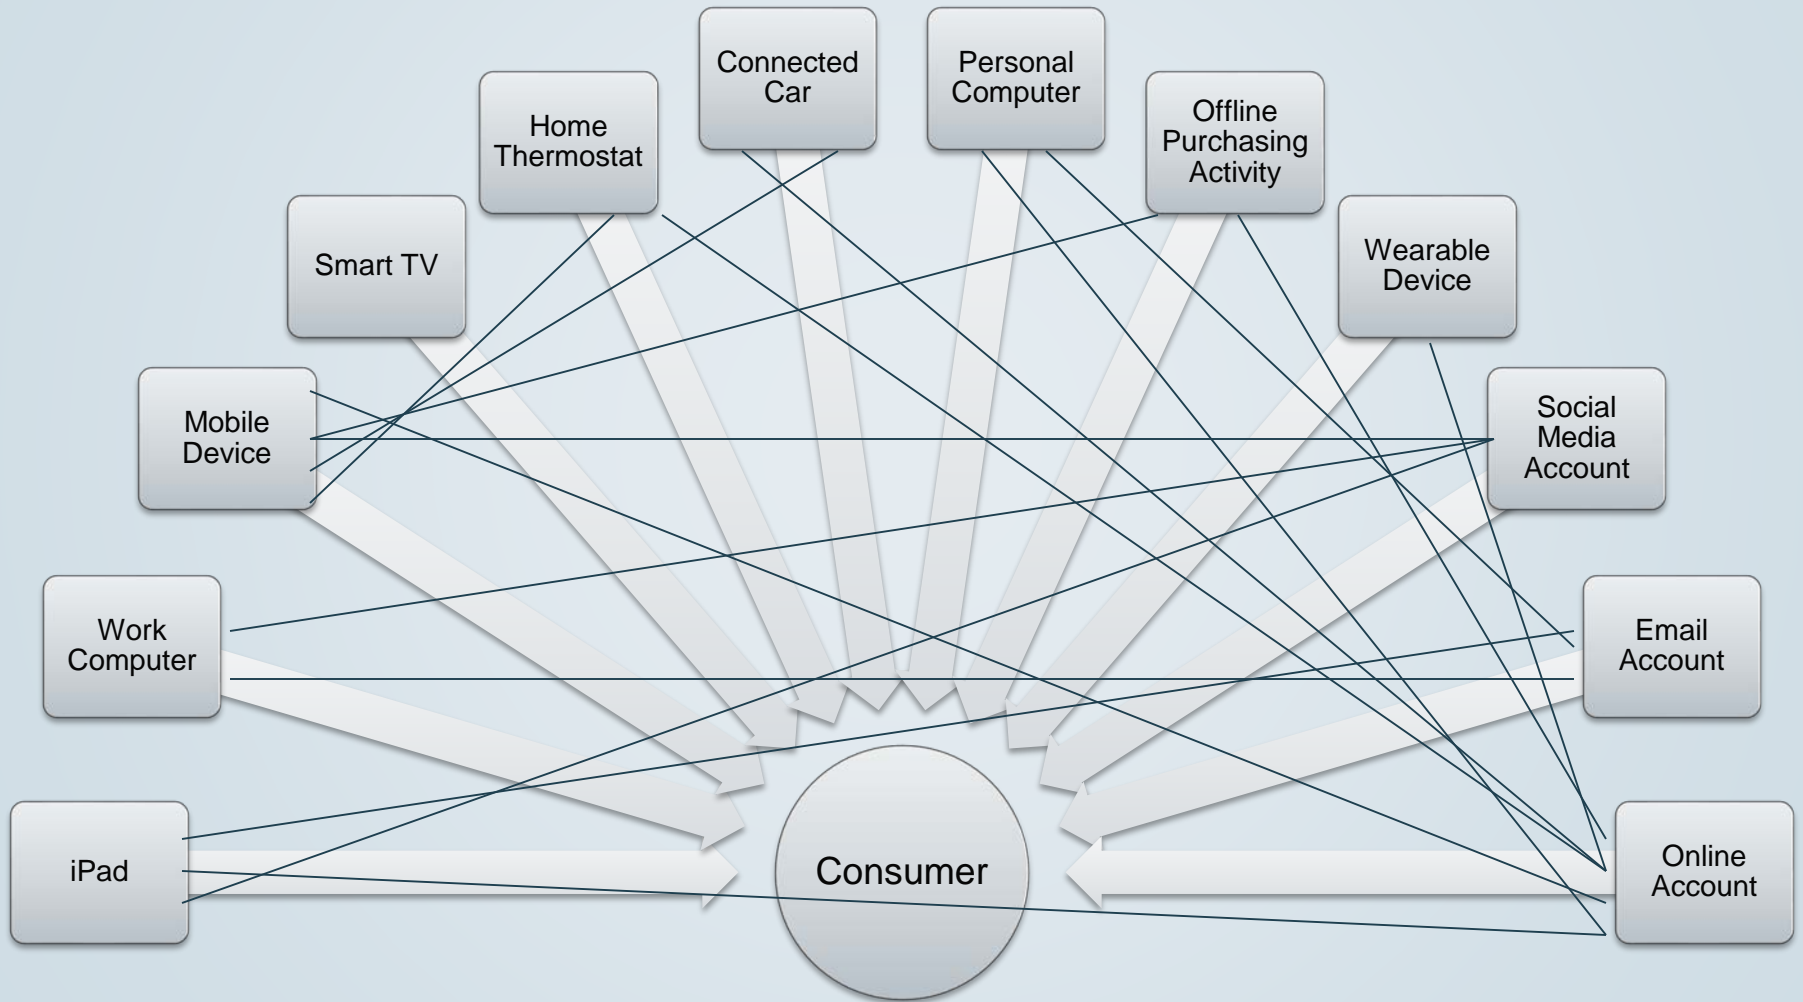 Connected
Car
Personal
Computer
Home
Thermostat
Offline
Purchasing
Activity
Smart TV
Wearable
Device
Mobile
Device
Social
Media
Account
Work
Computer
Email
Account
iPad
Consumer
Online
Account